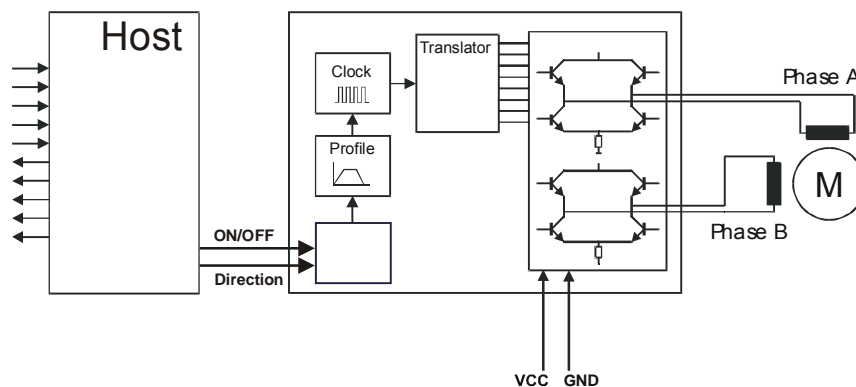 Host
Clock
Translator
Profile
Phase A
M
Phase B
ON/OFF
Direction
VCC GND